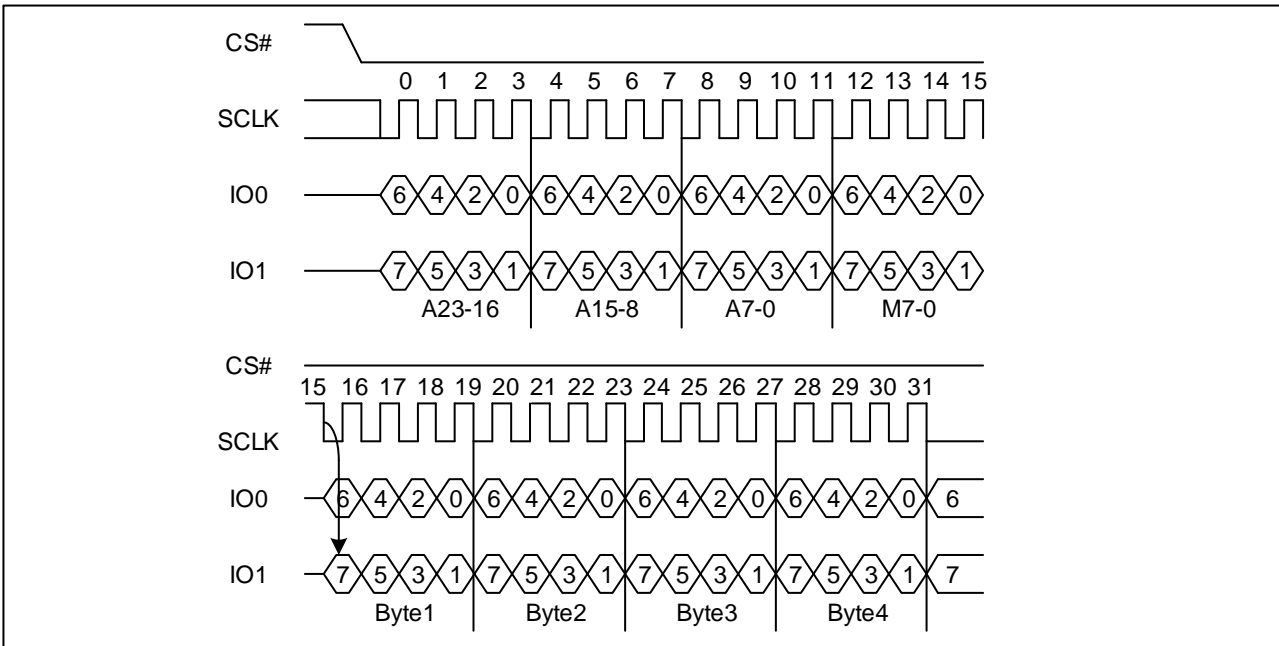 CS#
0 1 2 3 4 5 6 7 8 9 10 11 12 13 14 15
SCLK
IO0 6 4 2 0 6 4 2 0 6 4 2 0 6 4 2 0
IO1 7 5 3 1 7 5 3 1 7 5 3 1 7 5 3 1
A23-16 A15-8 A7-0 M7-0
CS#
15 16 17 18 19 20 21 22 23 24 25 26 27 28 29 30 31
SCLK
IO0 6 4 2 0 6 4 2 0 6 4 2 0 6 4 2 0 6
IO1 7 5 3 1 7 5 3 1 7 5 3 1 7 5 3 1 7
Byte1 Byte2 Byte3 Byte4